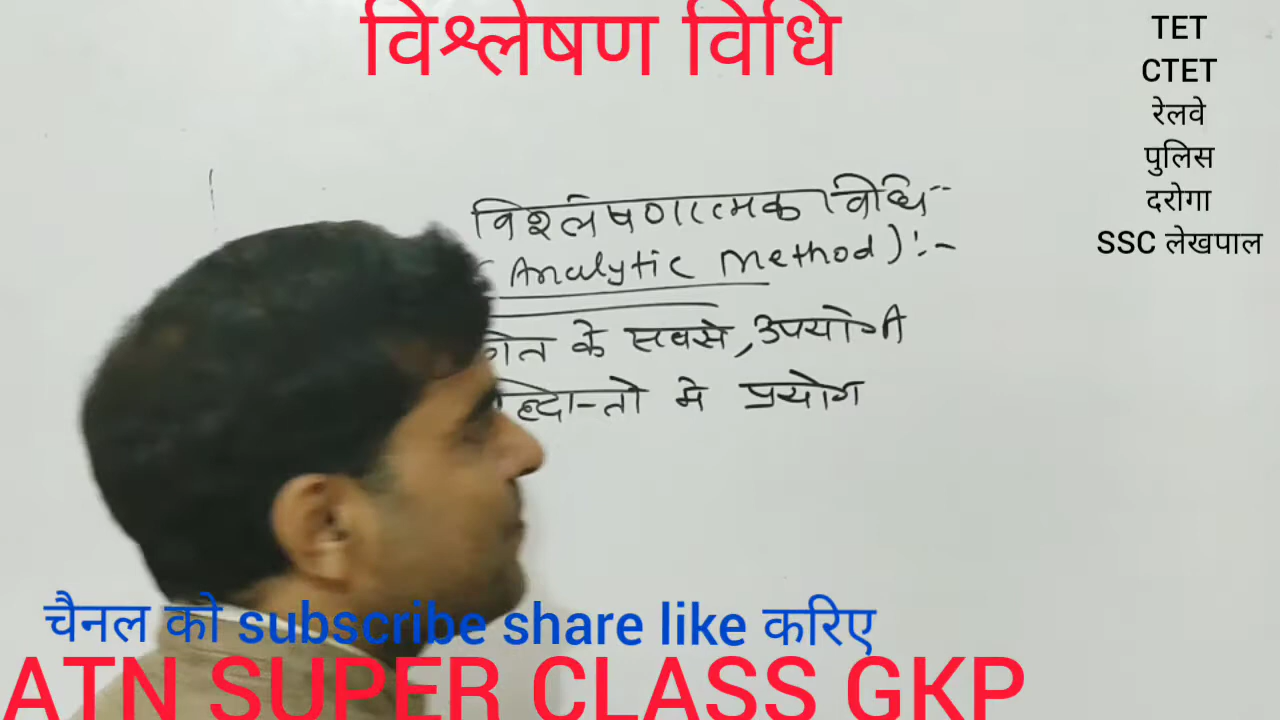 विश्लेषण विधि
TET
CTET
रेलवे
पुलिस
दरोगा
SSC लेखपाल
विश्लेषणात्मक विधि
(Analytic Method):-
के सबसे, उपयोगी
में प्रयोग
चैनल को subscribe share like करिए
ATN SUPER CLASS GKP